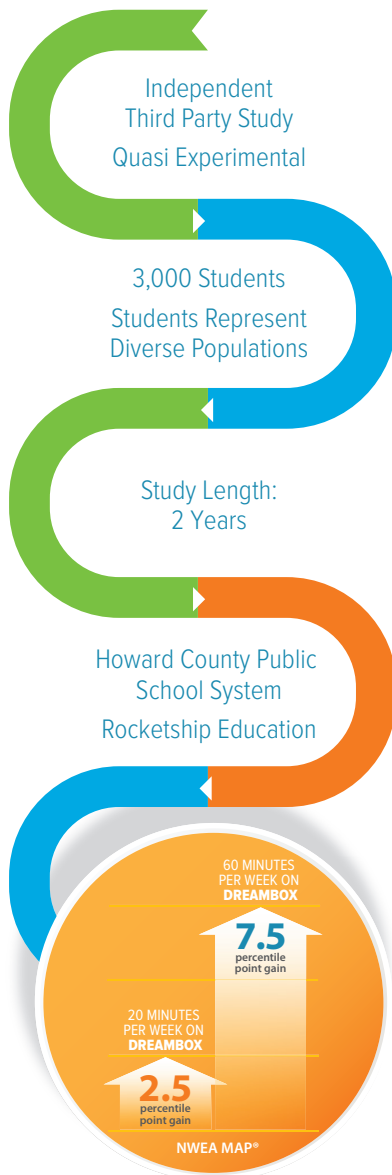 Independent
Third Party Study
Quasi Experimental
3,000 Students
Students Represent
Diverse Populations
Study Length:
2 Years
Howard County Public
School System
Rocketship Education
60 MINUTES
PER WEEK ON
DREAMBOX
7.5
percentile
point gain
20 MINUTES
PER WEEK ON
DREAMBOX
2.5
percentile
point gain
NWEA MAP®